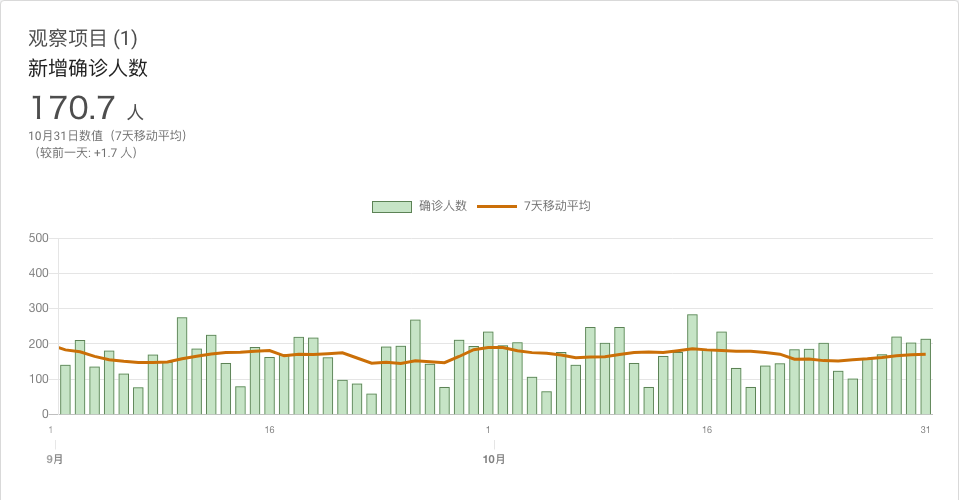 观察项目 (1)
新增确诊人数
170.7 人
10月31日数值（7天移动平均）
（较前一天: +1.7 人）
确诊人数 7天移动平均
500
400
300
200
100
0
1 16 1 16 31
9月 10月